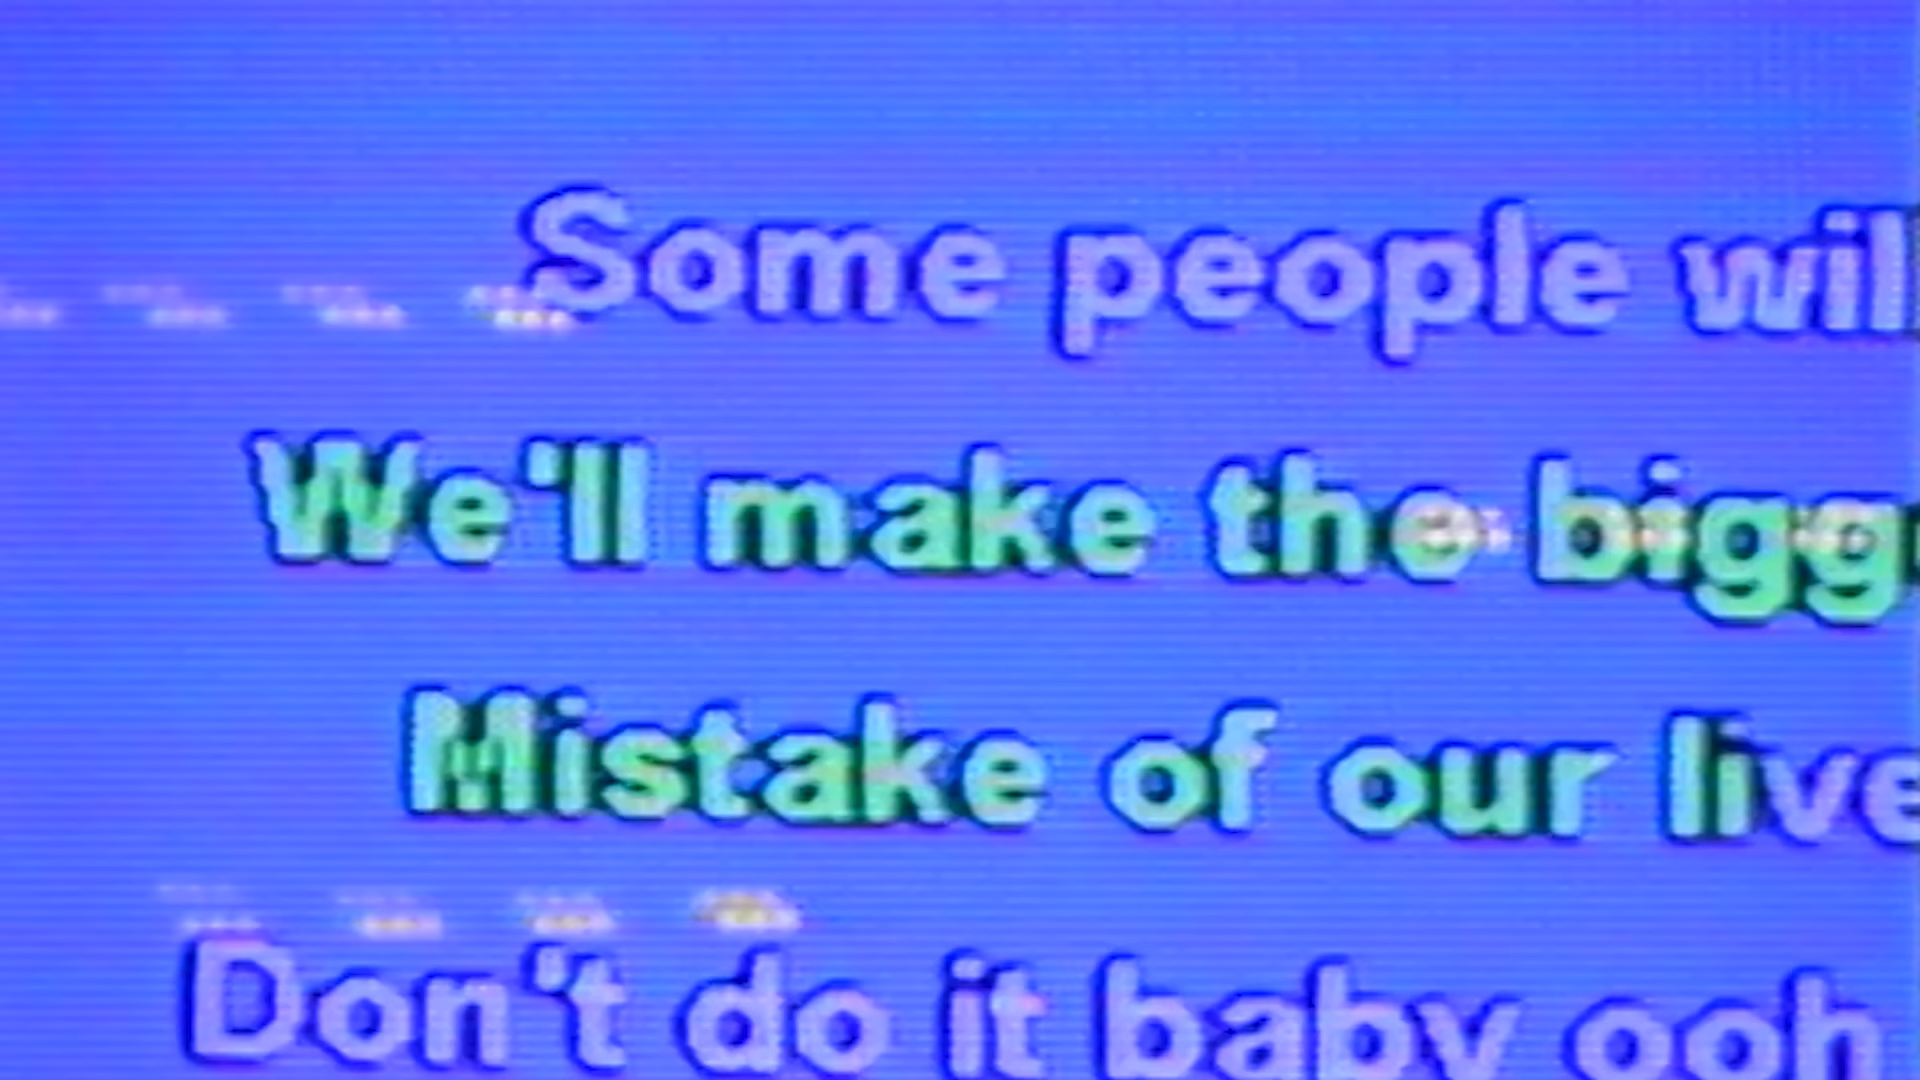 Some people wil
We'll make the bigg
Mistake of our live
Don't do it baby ooh